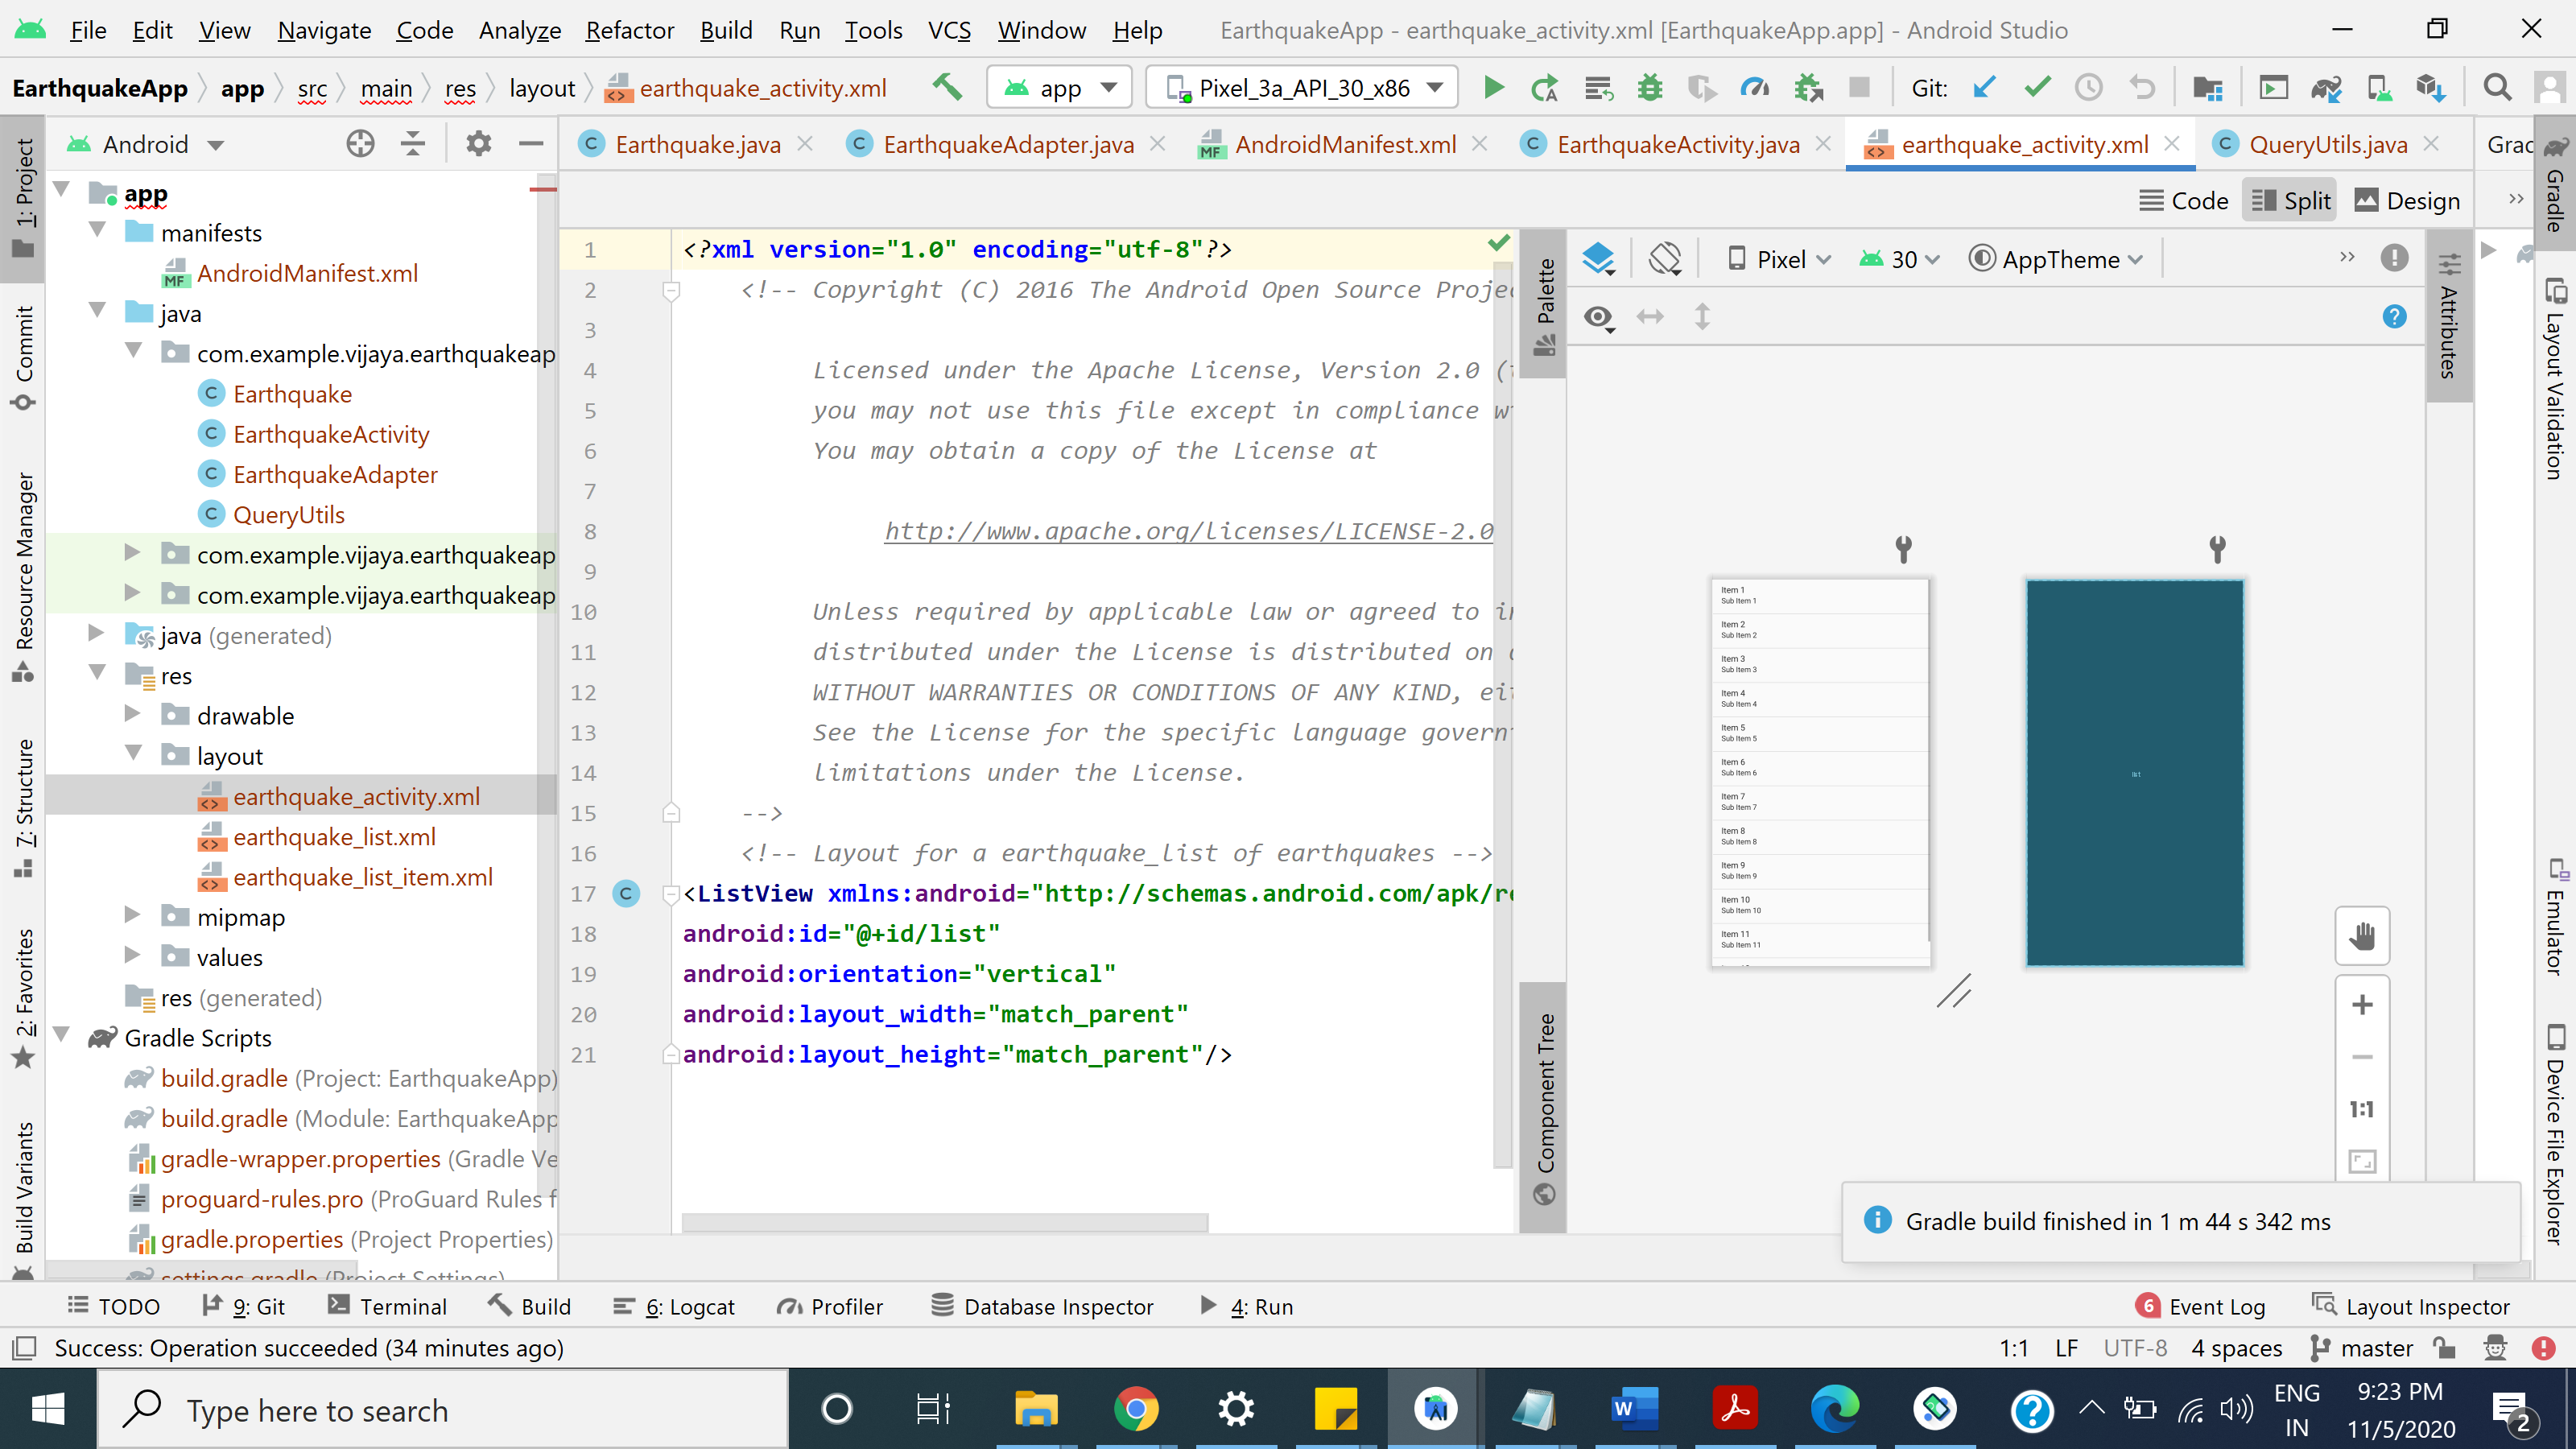 File Edit View Navigate Code Analyze Refactor Build Run Tools VCS Window Help EarthquakeApp - earthquake_activity.xml [EarthquakeApp.app] - Android Studio
EarthquakeApp app src main res layout earthquake_activity.xml app Pixel_3a_API_30_x86 Git:
1: Project
Commit
Resource Manager
7: Structure
2: Favorites
Build Variants
Android
app
manifests
AndroidManifest.xml
java
com.example.vijaya.earthquakeap
Earthquake
EarthquakeActivity
EarthquakeAdapter
QueryUtils
com.example.vijaya.earthquakeap
com.example.vijaya.earthquakeap
java (generated)
res
drawable
layout
earthquake_activity.xml
earthquake_list.xml
earthquake_list_item.xml
mipmap
values
res (generated)
Gradle Scripts
build.gradle (Project: EarthquakeApp)
build.gradle (Module: EarthquakeApp
gradle-wrapper.properties (Gradle Ve
proguard-rules.pro (ProGuard Rules f
gradle.properties (Project Properties)
settings.gradle (Project Settings)
Earthquake.java EarthquakeAdapter.java AndroidManifest.xml EarthquakeActivity.java earthquake_activity.xml QueryUtils.java Grad
Code Split Design
1 <?xml version="1.0" encoding="utf-8"?>
2 <!-- Copyright (C) 2016 The Android Open Source Projec
3
4 Licensed under the Apache License, Version 2.0 (
5 you may not use this file except in compliance w
6 You may obtain a copy of the License at
7
8 http://www.apache.org/licenses/LICENSE-2.0
9
10 Unless required by applicable law or agreed to i
11 distributed under the License is distributed on
12 WITHOUT WARRANTIES OR CONDITIONS OF ANY KIND, ei
13 See the License for the specific language govern
14 limitations under the License.
15 -->
16 <!-- Layout for a earthquake_list of earthquakes -->
17 <ListView xmlns:android="http://schemas.android.com/apk/re
18 android:id="@+id/list"
19 android:orientation="vertical"
20 android:layout_width="match_parent"
21 android:layout_height="match_parent"/>
Palette
Component Tree
Pixel 30 AppTheme
Item 1
Sub Item 1
Item 2
Sub Item 2
Item 3
Sub Item 3
Item 4
Sub Item 4
Item 5
Sub Item 5
Item 6
Sub Item 6
Item 7
Sub Item 7
Item 8
Sub Item 8
Item 9
Sub Item 9
Item 10
Sub Item 10
Item 11
Sub Item 11
list
1:1
Attributes
Gradle
Layout Validation
Emulator
Device File Explorer
Gradle build finished in 1 m 44 s 342 ms
TODO 9: Git Terminal Build 6: Logcat Profiler Database Inspector 4: Run 6 Event Log Layout Inspector
Success: Operation succeeded (34 minutes ago) 1:1 LF UTF-8 4 spaces master
Type here to search
ENG
IN
9:23 PM
11/5/2020
2